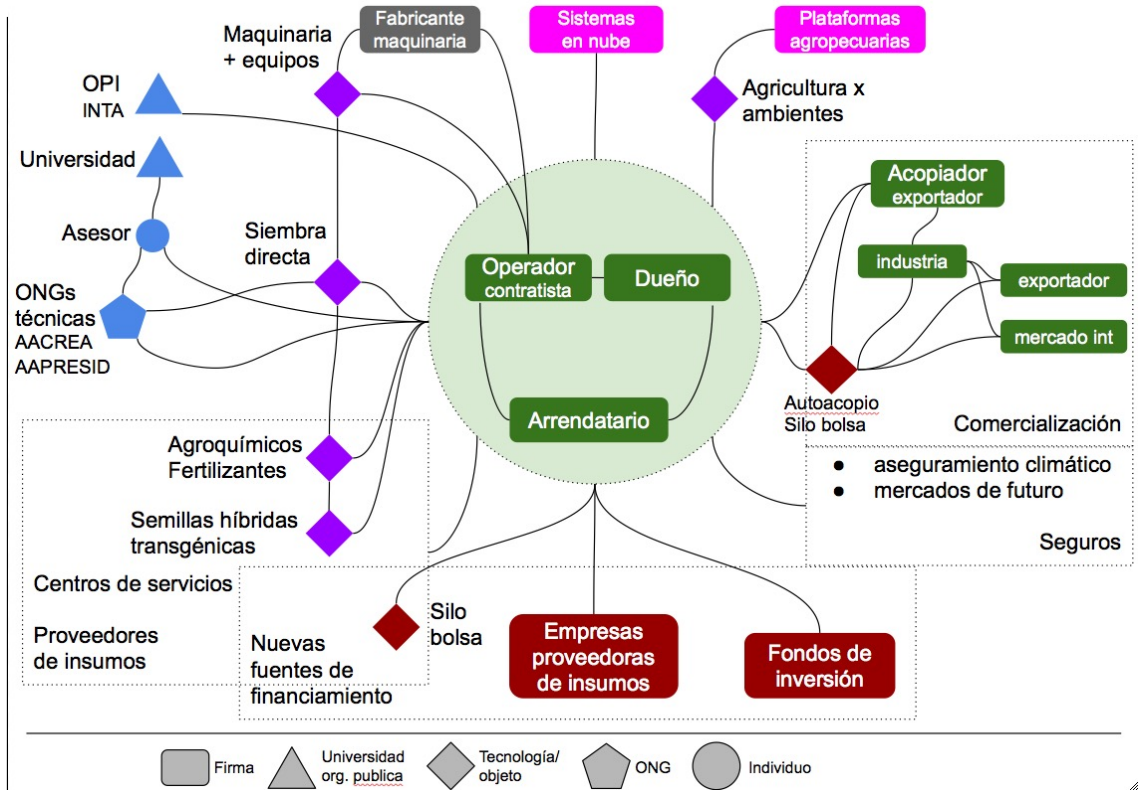 Maquinaria
+ equipos
Fabricante
maquinaria
Sistemas
en nube
Plataformas
agropecuarias
OPI
INTA
Agricultura x
ambientes
Universidad
Acopiador
exportador
Asesor
Siembra
directa
Operador
contratista
Dueño
industria
exportador
ONGs
técnicas
AACREA
AAPRESID
mercado int
Arrendatario
Autoacopio
Silo bolsa
Comercialización
Agroquímicos
Fertilizantes
● aseguramiento climático
● mercados de futuro
Semillas híbridas
transgénicas
Seguros
Centros de servicios
Proveedores
de insumos
Silo
bolsa
Nuevas
fuentes de
financiamiento
Empresas
proveedoras
de insumos
Fondos de
inversión
Firma
Universidad
org. publica
Tecnología/
objeto
ONG
Individuo